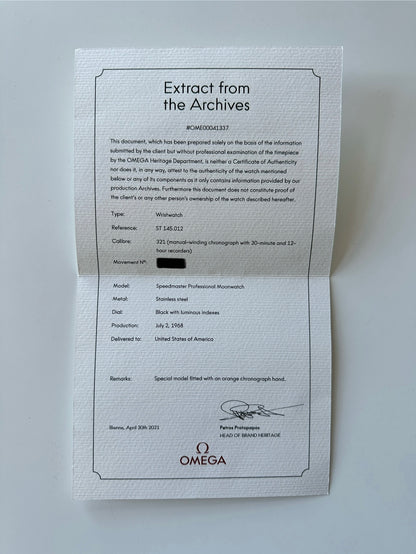 Extract from
the Archives
#OME00041337
This document, which has been prepared solely on the basis of the information
submitted by the client but without professional examination of the timepiece
by the OMEGA Heritage Department, is neither a Certificate of Authenticity
nor does it, in any way, attest to the authenticity of the watch mentioned
below or any of its components as it only contains information provided by our
production Archives. Furthermore this document does not constitute proof of
the client's or any other person's ownership of the watch described hereafter.
Type: Wristwatch
Reference: ST 145.012
Calibre: 321 (manual-winding chronograph with 30-minute and 12-
hour recorders)
Movement N°:
Model: Speedmaster Professional Moonwatch
Metal: Stainless steel
Dial: Black with luminous indexes
Production: July 2, 1968
Delivered to: United States of America
Remarks: Special model fitted with an orange chronograph hand.
Bienne, April 20th 2023 Petros Protopapas
HEAD OF BRAND HERITAGE
Ω
OMEGA